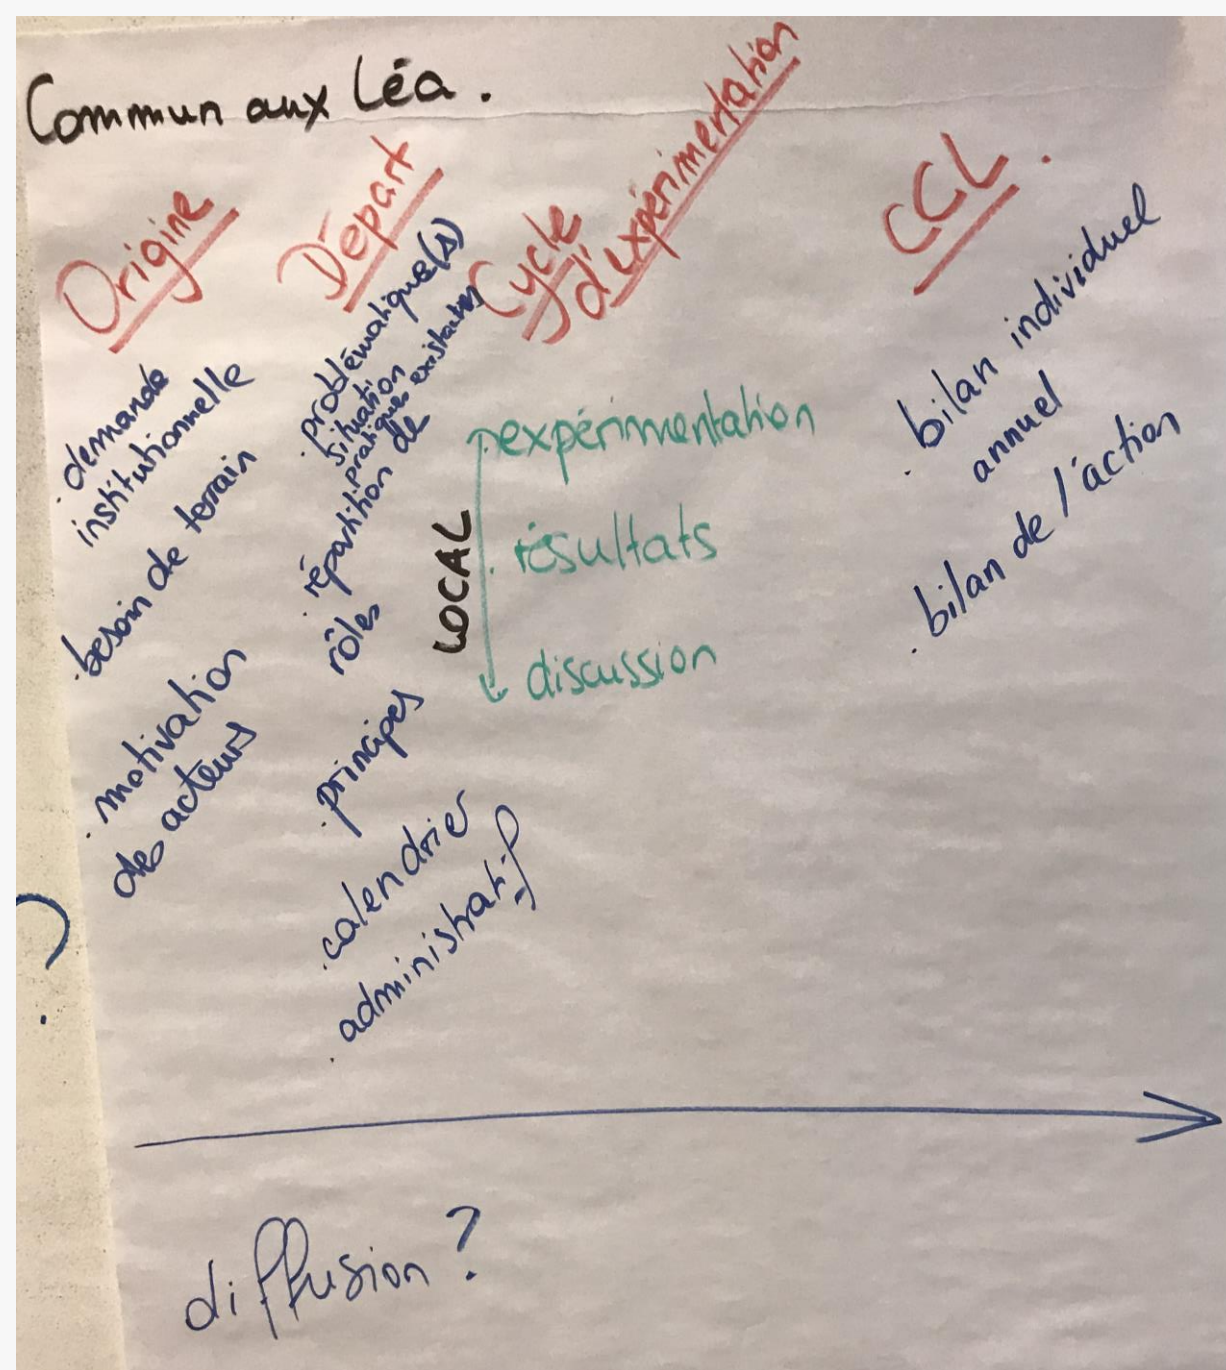 Commun aux Léa.
Origine
. demande
institutionnelle
. besoin de terrain
. motivation
des acteurs
Départ
. problématique(s)
situation
pratiques existantes
. répartition de
rôles
. principes
. calendrier
. administratif
Cycle
d'expérimentation
LOCAL
. expérimentation
. résultats
discussion
CCL.
. bilan individuel
annuel
. bilan de l'action
?
diffusion ?